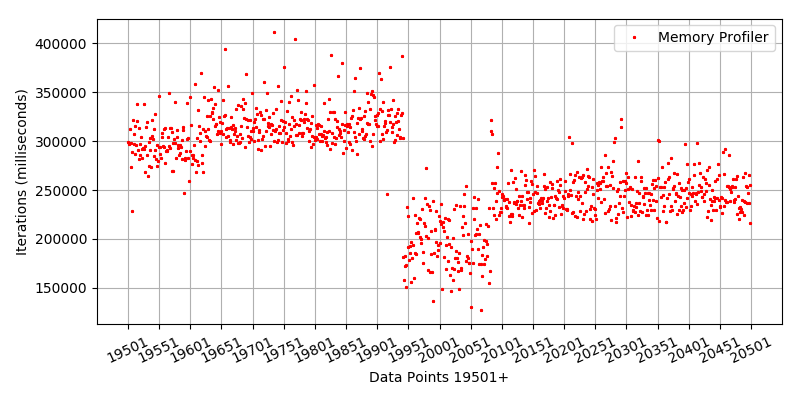 Memory Profiler
400000
350000
300000
250000
200000
150000
Iterations (milliseconds)
19501 19551 19601 19651 19701 19751 19801 19851 19901 19951 20001 20051 20101 20151 20201 20251 20301 20351 20401 20451 20501
Data Points 19501+